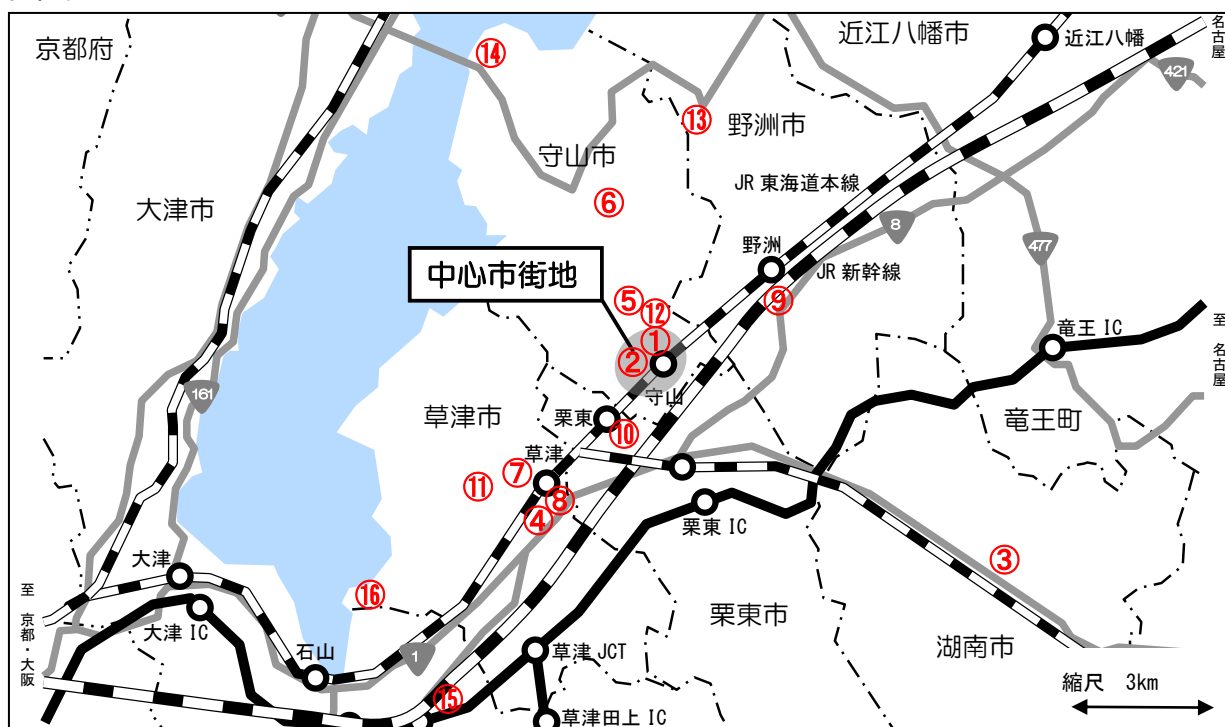 京都府
⑭
近江八幡市
近江八幡
至 名古屋
421
⑬
野洲市
守山市
大津市
⑥
JR 東海道本線
8
477
野洲
JR 新幹線
中心市街地
⑤
⑫
⑨
①
②
竜王 IC
至 名古屋
守山
161
草津市
栗東
⑩
竜王町
草津
⑦
⑪
⑧
④
栗東 IC
③
大津
至 京都・大阪
⑯
大津 IC
栗東市
石山
1
草津 JCT
湖南市
縮尺 3km
⑮
草津田上 IC